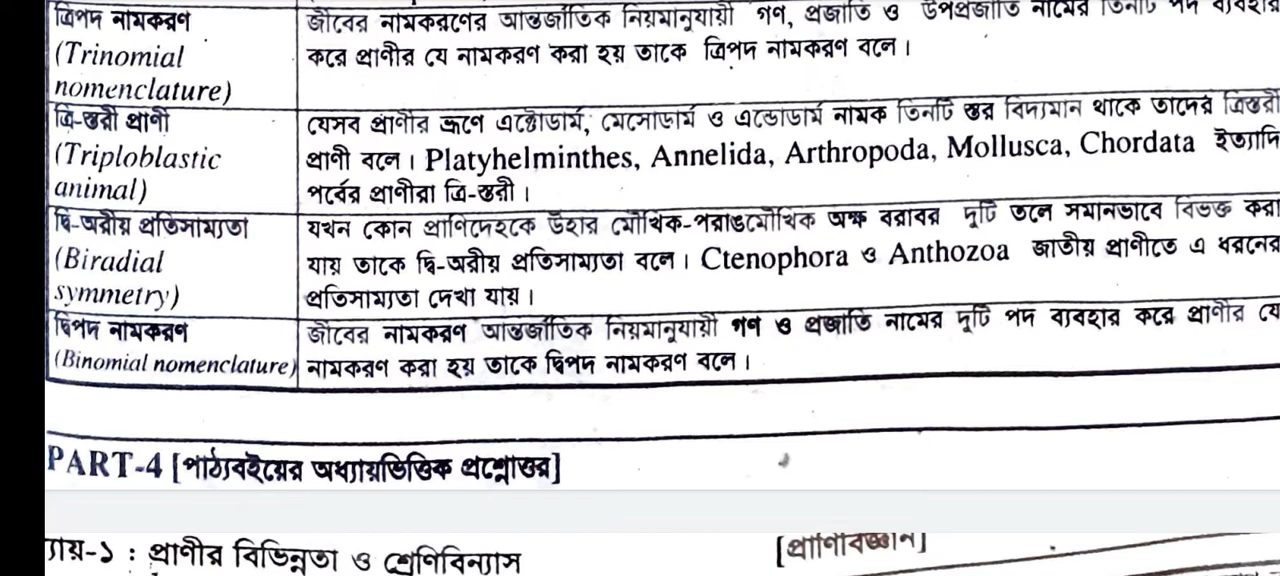 ত্রিপদ নামকরণ
(Trinomial
nomenclature)
জীবের নামকরণের আন্তর্জাতিক নিয়মানুযায়ী গণ, প্রজাতি ও উপপ্রজাতি নামের তিনটি পদ ব্যবহার
করে প্রাণীর যে নামকরণ করা হয় তাকে ত্রিপদ নামকরণ বলে।
ত্রি-স্তরী প্রাণী
(Triploblastic
animal)
যেসব প্রাণীর ভ্রূণে এক্টোডার্ম, মেসোডার্ম ও এন্ডোডার্ম নামক তিনটি স্তর বিদ্যমান থাকে তাদের ত্রিস্তরী
প্রাণী বলে। Platyhelminthes, Annelida, Arthropoda, Mollusca, Chordata ইত্যাদি
পর্বের প্রাণীরা ত্রি-স্তরী।
দ্বি-অরীয় প্রতিসাম্যতা
(Biradial
symmetry)
যখন কোন প্রাণিদেহকে উহার মৌখিক-পরাঙমৌখিক অক্ষ বরাবর দুটি তলে সমানভাবে বিভক্ত করা
যায় তাকে দ্বি-অরীয় প্রতিসাম্যতা বলে। Ctenophora ও Anthozoa জাতীয় প্রাণীতে এ ধরনের
প্রতিসাম্যতা দেখা যায়।
দ্বিপদ নামকরণ
(Binomial nomenclature)
জীবের নামকরণ আন্তর্জাতিক নিয়মানুযায়ী গণ ও প্রজাতি নামের দুটি পদ ব্যবহার করে প্রাণীর যে
নামকরণ করা হয় তাকে দ্বিপদ নামকরণ বলে।
PART-4 [পাঠ্যবইয়ের অধ্যায়ভিত্তিক প্রশ্নোত্তর]
্যায়-১ : প্রাণীর বিভিন্নতা ও শ্রেণিবিন্যাস
[প্রাণিবিজ্ঞান]